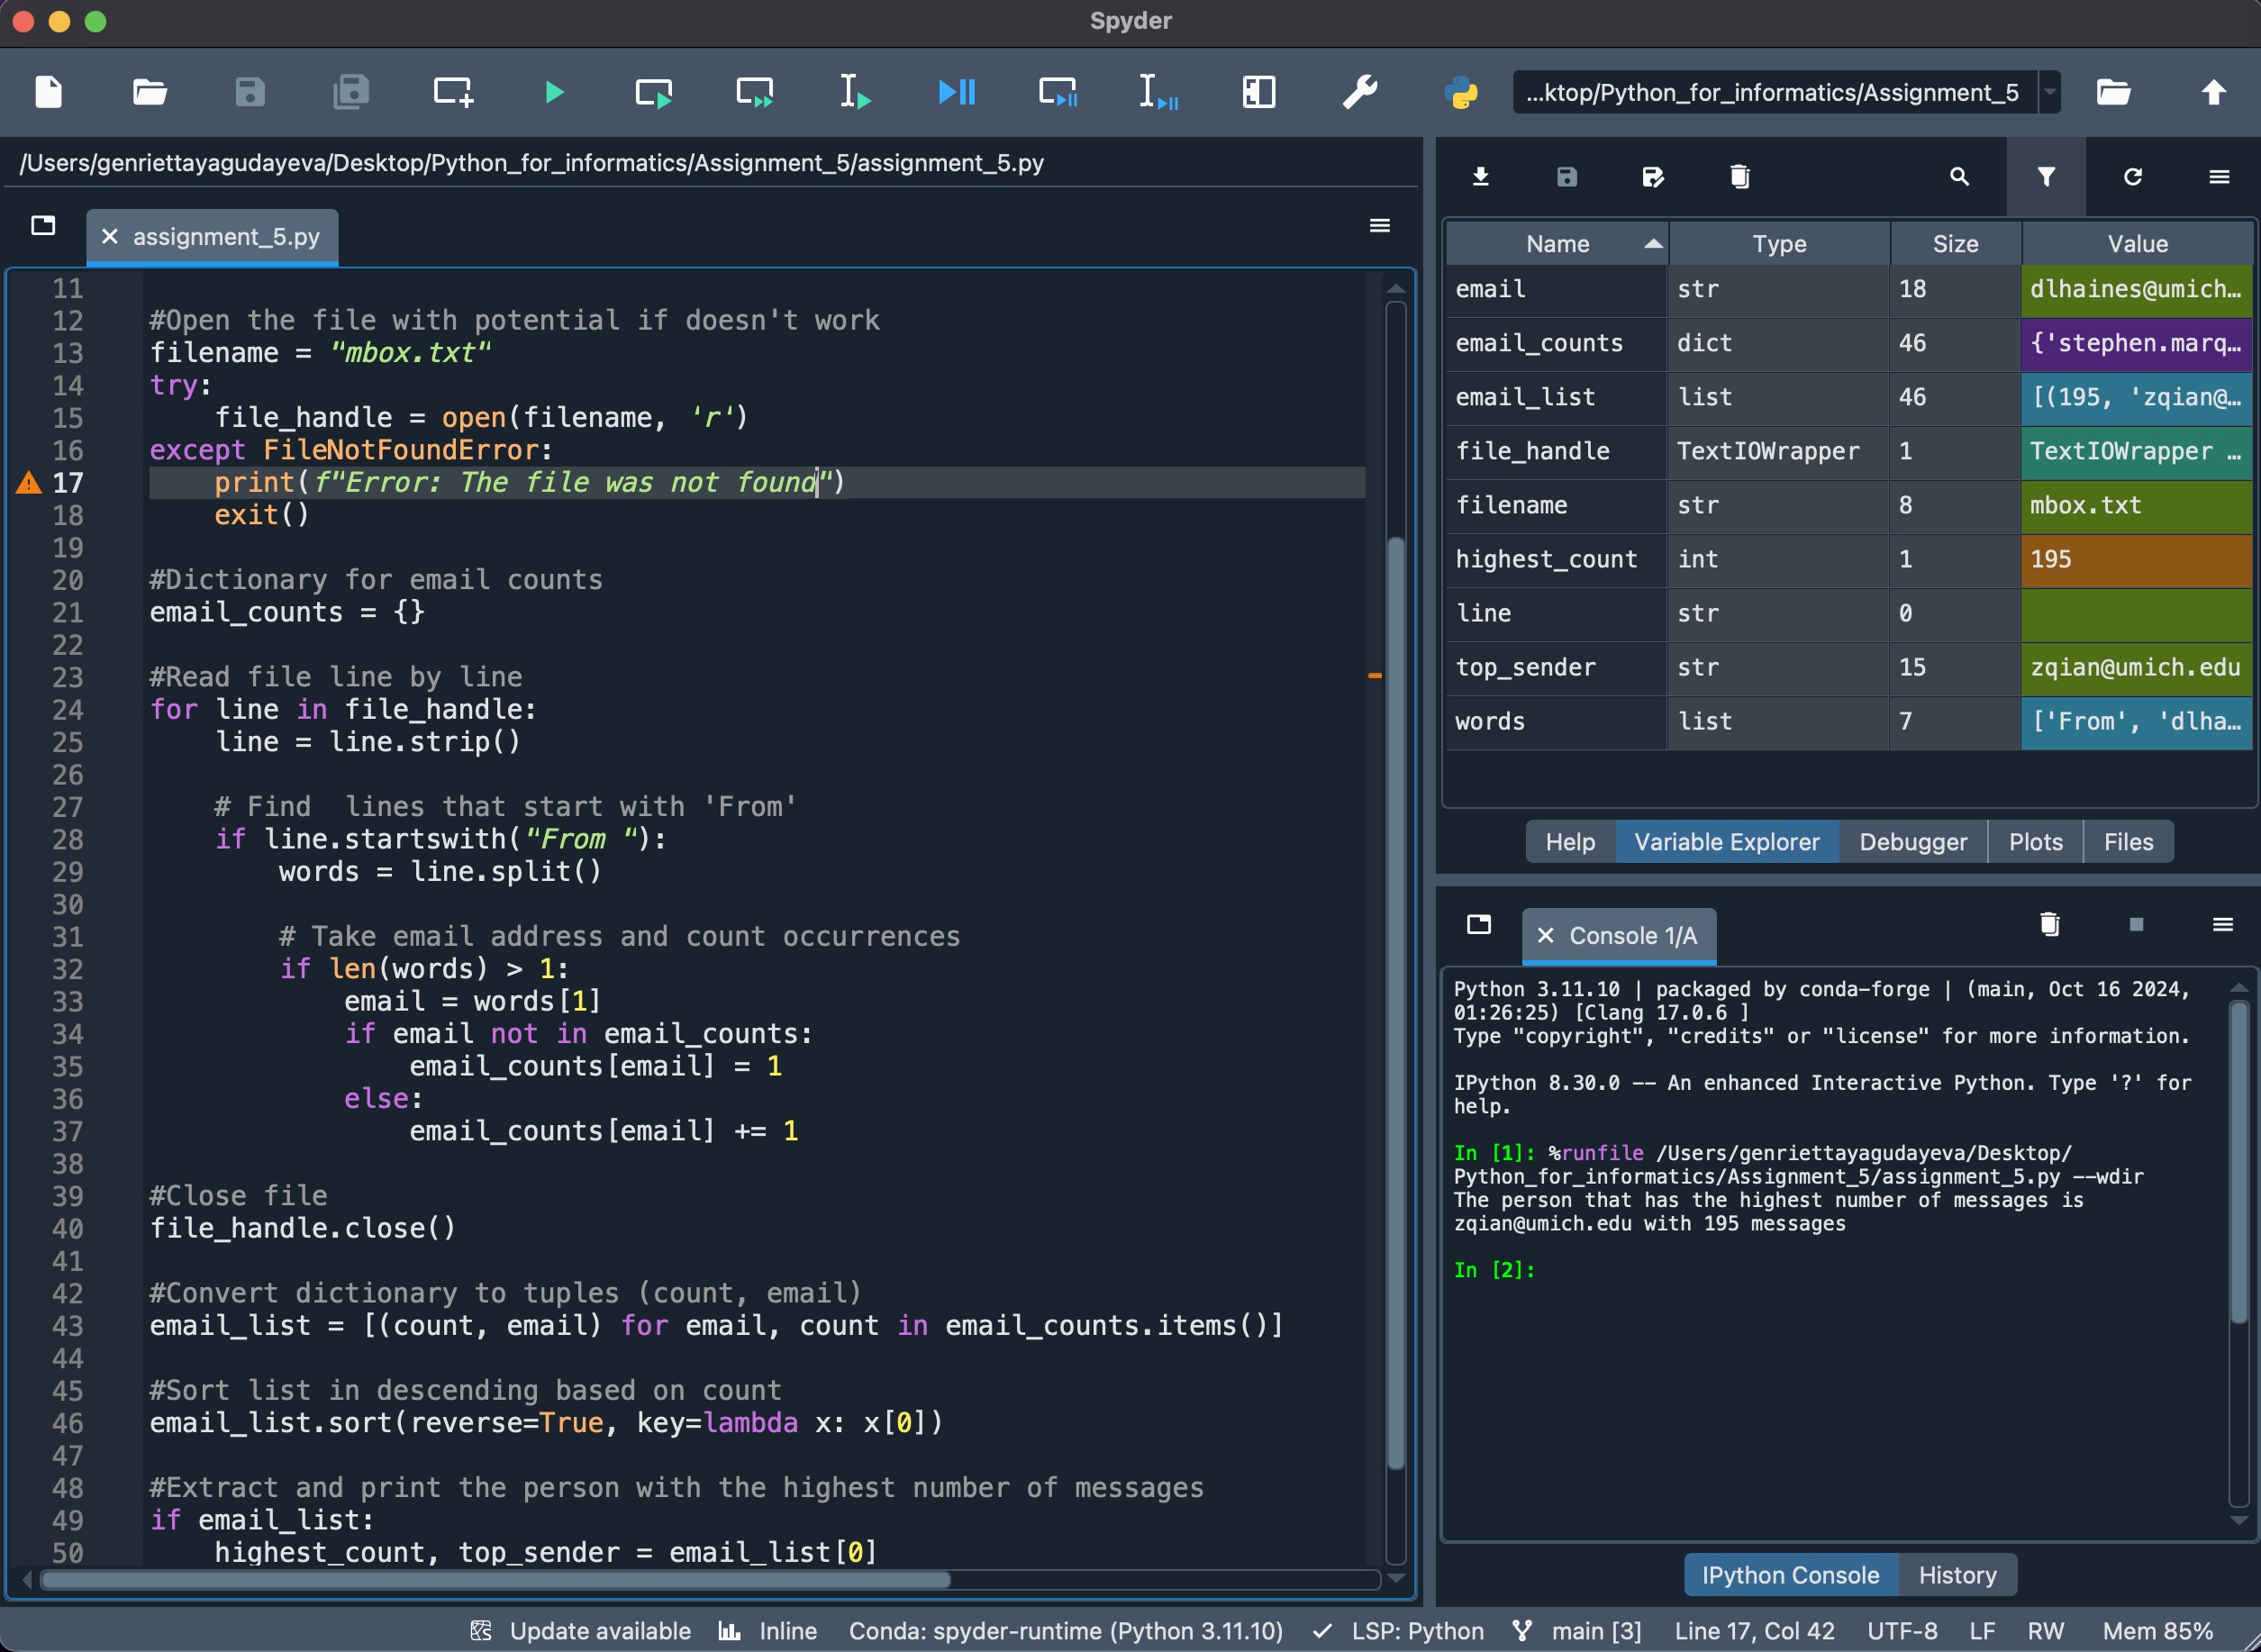 Spyder
...ktop/Python_for_informatics/Assignment_5
/Users/genriettayagudayeva/Desktop/Python_for_informatics/Assignment_5/assignment_5.py
assignment_5.py
11
12 #Open the file with potential if doesn't work
13 filename = "mbox.txt"
14 try:
15     file_handle = open(filename, 'r')
16 except FileNotFoundError:
17     print(f"Error: The file was not found")
18     exit()
19
20 #Dictionary for email counts
21 email_counts = {}
22
23 #Read file line by line
24 for line in file_handle:
25     line = line.strip()
26
27     # Find  lines that start with 'From'
28     if line.startswith("From "):
29         words = line.split()
30
31         # Take email address and count occurrences
32         if len(words) > 1:
33             email = words[1]
34             if email not in email_counts:
35                 email_counts[email] = 1
36             else:
37                 email_counts[email] += 1
38
39 #Close file
40 file_handle.close()
41
42 #Convert dictionary to tuples (count, email)
43 email_list = [(count, email) for email, count in email_counts.items()]
44
45 #Sort list in descending based on count
46 email_list.sort(reverse=True, key=lambda x: x[0])
47
48 #Extract and print the person with the highest number of messages
49 if email_list:
50     highest_count, top_sender = email_list[0]
Name Type Size Value
email str 18 dlhaines@umich…
email_counts dict 46 {'stephen.marq…
email_list list 46 [(195, 'zqian@…
file_handle TextIOWrapper 1 TextIOWrapper …
filename str 8 mbox.txt
highest_count int 1 195
line str 0
top_sender str 15 zqian@umich.edu
words list 7 ['From', 'dlha…
Help Variable Explorer Debugger Plots Files
Console 1/A
Python 3.11.10 | packaged by conda-forge | (main, Oct 16 2024,
01:26:25) [Clang 17.0.6 ]
Type "copyright", "credits" or "license" for more information.
IPython 8.30.0 -- An enhanced Interactive Python. Type '?' for
help.
In [1]: %runfile /Users/genriettayagudayeva/Desktop/
Python_for_informatics/Assignment_5/assignment_5.py --wdir
The person that has the highest number of messages is
zqian@umich.edu with 195 messages
In [2]:
IPython Console History
Update available Inline Conda: spyder-runtime (Python 3.11.10) LSP: Python main [3] Line 17, Col 42 UTF-8 LF RW Mem 85%